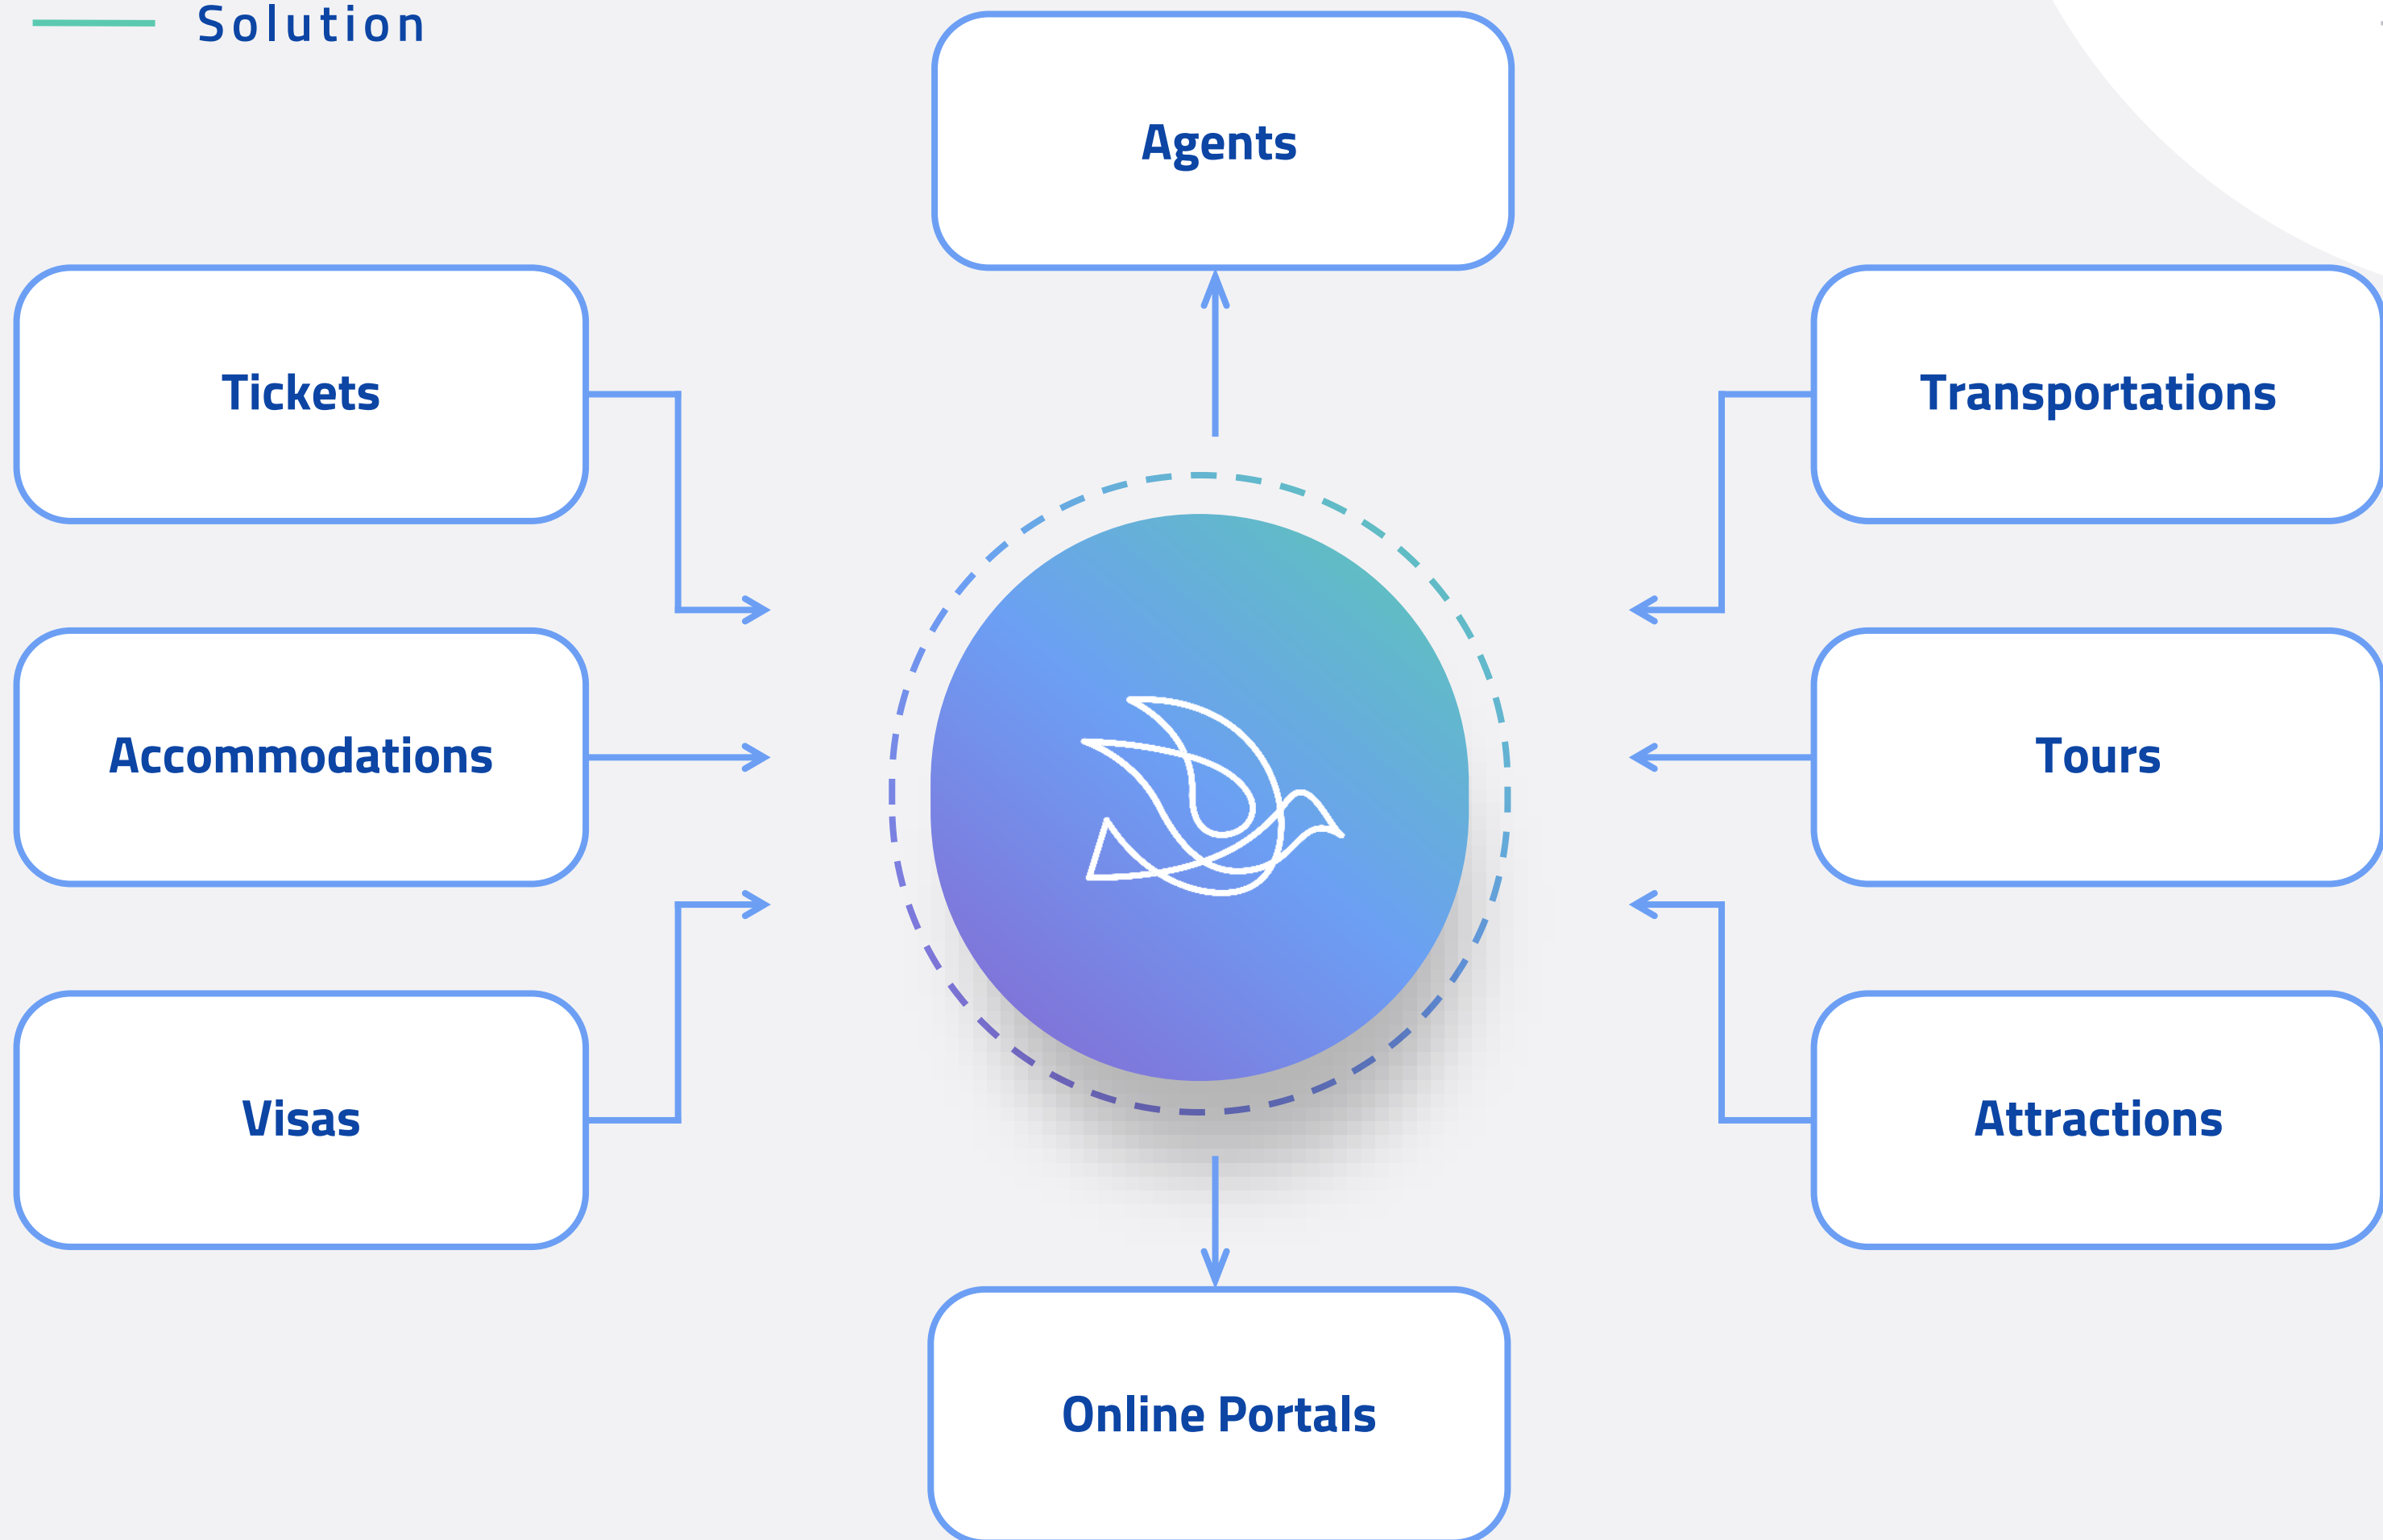 Solution
Agents
Tickets
Transportations
Accommodations
Tours
Visas
Attractions
Online Portals